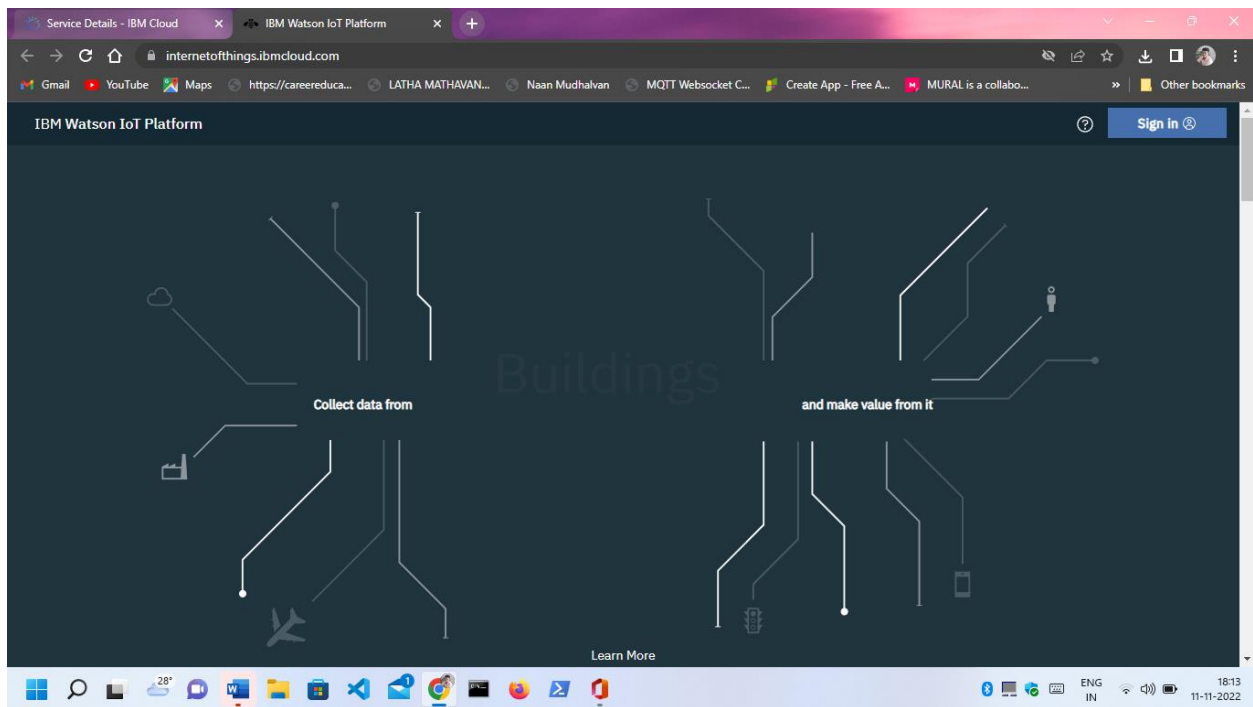 Service Details - IBM Cloud
IBM Watson IoT Platform
internetofthings.ibmcloud.com
Gmail YouTube Maps https://careereduca... LATHA MATHAVAN... Naan Mudhalvan MQTT Websocket C... Create App - Free A... MURAL is a collabo... » Other bookmarks
IBM Watson IoT Platform Sign in
Buildings
Collect data from and make value from it
Learn More
28°
ENG 18:13
IN 11-11-2022